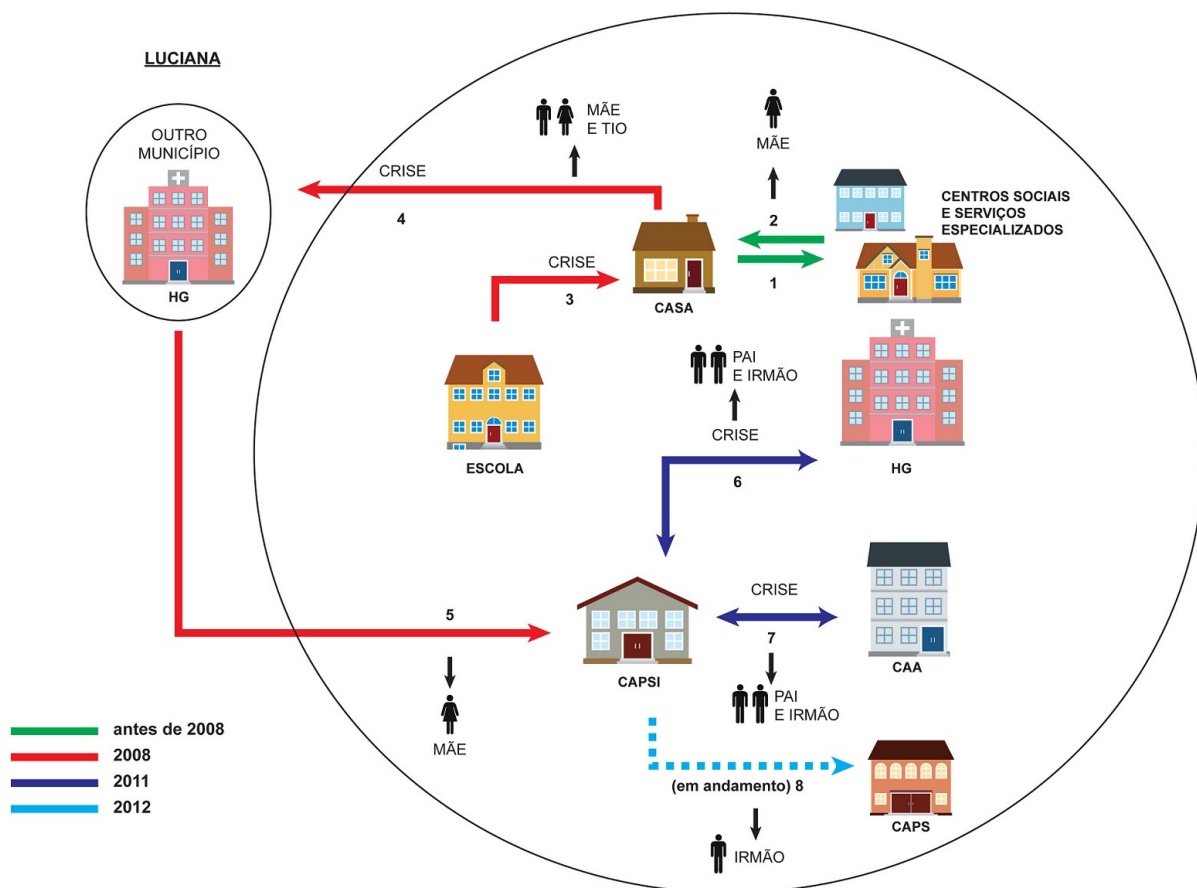 LUCIANA
OUTRO
MUNICÍPIO
HG
CRISE
4
MÃE
E TIO
MÃE
2
1
CENTROS SOCIAIS
E SERVIÇOS
ESPECIALIZADOS
CASA
CRISE
3
ESCOLA
PAI
E IRMÃO
CRISE
6
HG
5
MÃE
CAPSI
CRISE
7
PAI
E IRMÃO
CAA
(em andamento) 8
IRMÃO
CAPS
antes de 2008
2008
2011
2012